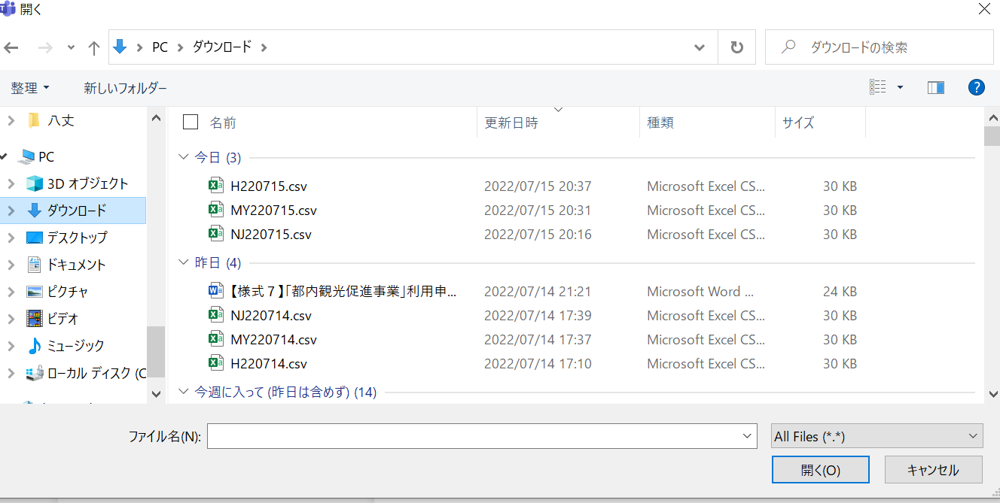 開く
PC ダウンロード
ダウンロードの検索
整理 新しいフォルダー
八丈
PC
3D オブジェクト
ダウンロード
デスクトップ
ドキュメント
ピクチャ
ビデオ
ミュージック
ローカル ディスク (C
名前 更新日時 種類 サイズ
今日 (3)
H220715.csv 2022/07/15 20:37 Microsoft Excel CS... 30 KB
MY220715.csv 2022/07/15 20:31 Microsoft Excel CS... 30 KB
NJ220715.csv 2022/07/15 20:16 Microsoft Excel CS... 30 KB
昨日 (4)
【様式７】「都内観光促進事業」利用申... 2022/07/14 21:21 Microsoft Word ... 24 KB
NJ220714.csv 2022/07/14 17:39 Microsoft Excel CS... 30 KB
MY220714.csv 2022/07/14 17:37 Microsoft Excel CS... 30 KB
H220714.csv 2022/07/14 17:10 Microsoft Excel CS... 30 KB
今週に入って (昨日は含めず) (14)
ファイル名(N): All Files (*.*)
開く(O) キャンセル